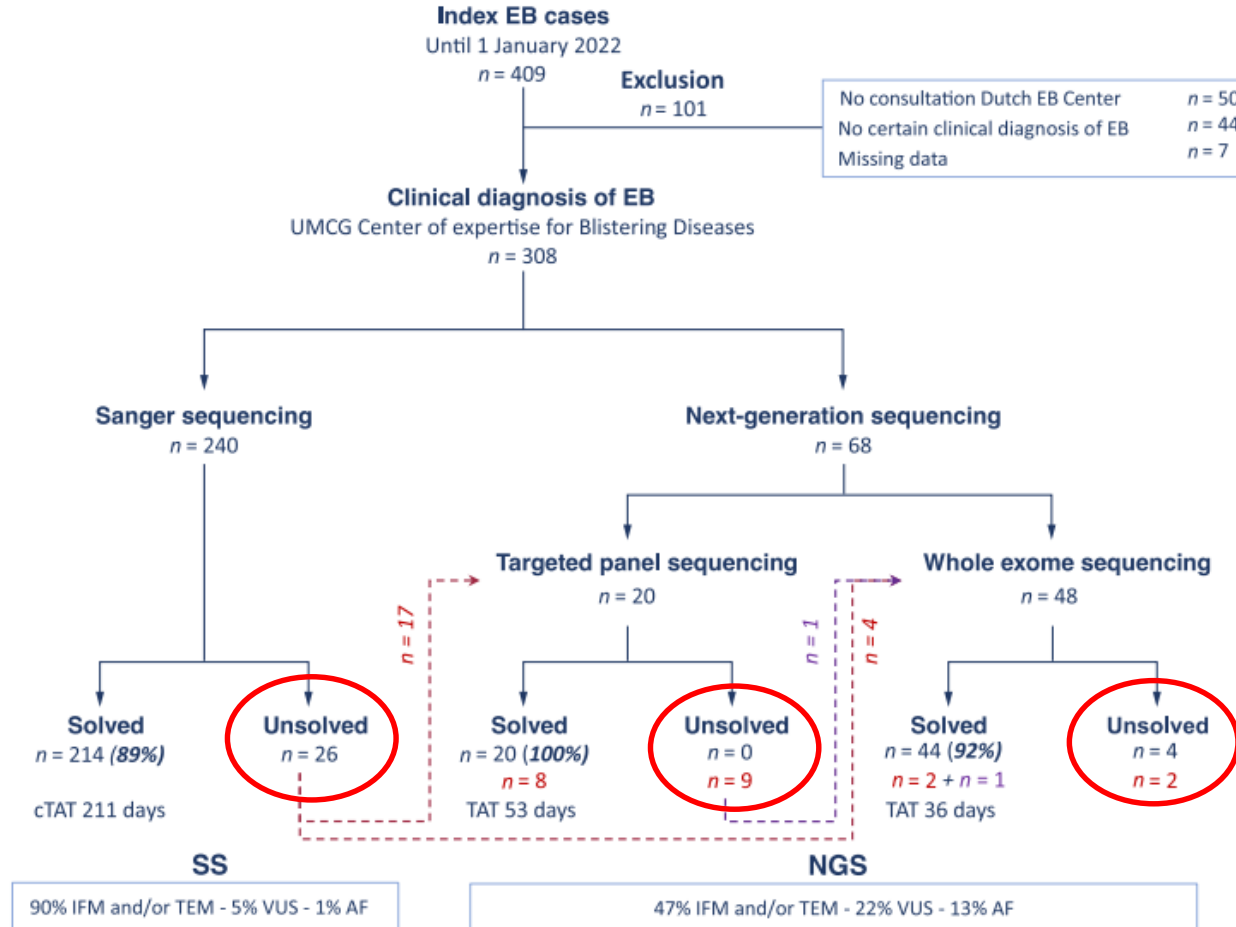 Index EB cases
Until 1 January 2022
n = 409
Exclusion
n = 101
No consultation Dutch EB Center n = 50
No certain clinical diagnosis of EB n = 44
Missing data n = 7
Clinical diagnosis of EB
UMCG Center of expertise for Blistering Diseases
n = 308
Sanger sequencing
n = 240
Next-generation sequencing
n = 68
Targeted panel sequencing
n = 20
Whole exome sequencing
n = 48
n = 17
n = 1
n = 4
Solved
n = 214 (89%)
cTAT 211 days
Unsolved
n = 26
Solved
n = 20 (100%)
n = 8
TAT 53 days
Unsolved
n = 0
n = 9
Solved
n = 44 (92%)
n = 2 + n = 1
TAT 36 days
Unsolved
n = 4
n = 2
SS
90% IFM and/or TEM - 5% VUS - 1% AF
NGS
47% IFM and/or TEM - 22% VUS - 13% AF